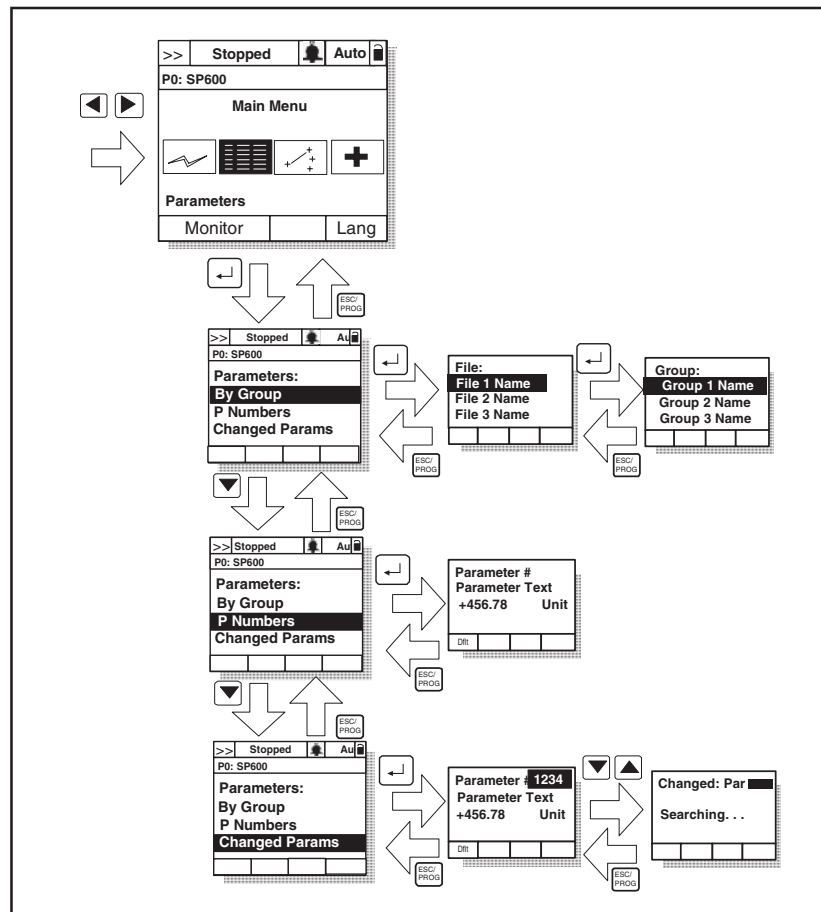 >> Stopped Auto
P0: SP600
Main Menu
Parameters
Monitor Lang
ESC/
PROG
>> Stopped Au
P0: SP600
Parameters:
By Group
P Numbers
Changed Params
File:
File 1 Name
File 2 Name
File 3 Name
ESC/
PROG
Group:
Group 1 Name
Group 2 Name
Group 3 Name
ESC/
PROG
ESC/
PROG
>> Stopped Au
P0: SP600
Parameters:
By Group
P Numbers
Changed Params
Parameter #
Parameter Text
+456.78 Unit
Dflt
ESC/
PROG
ESC/
PROG
>> Stopped Au
P0: SP600
Parameters:
By Group
P Numbers
Changed Params
Parameter # 1234
Parameter Text
+456.78 Unit
Dflt
ESC/
PROG
Changed: Par
Searching. . .
ESC/
PROG